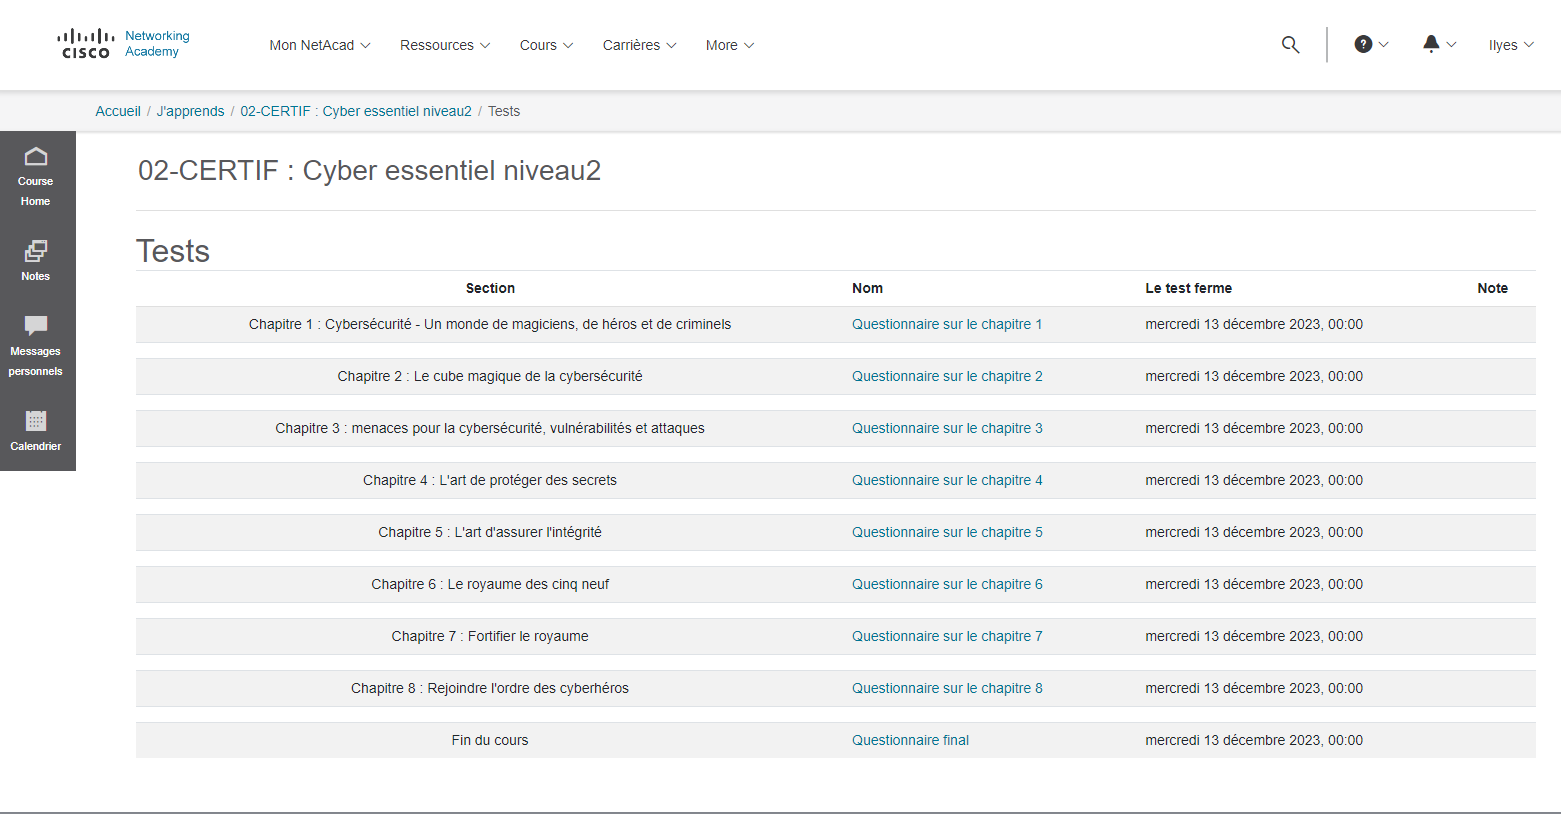 CISCO Networking Academy
Mon NetAcad Ressources Cours Carrières More Ilyes
Accueil / J'apprends / 02-CERTIF : Cyber essentiel niveau2 / Tests
Course Home
Notes
Messages personnels
Calendrier
02-CERTIF : Cyber essentiel niveau2
Tests
Section Nom Le test ferme Note
Chapitre 1 : Cybersécurité - Un monde de magiciens, de héros et de criminels Questionnaire sur le chapitre 1 mercredi 13 décembre 2023, 00:00
Chapitre 2 : Le cube magique de la cybersécurité Questionnaire sur le chapitre 2 mercredi 13 décembre 2023, 00:00
Chapitre 3 : menaces pour la cybersécurité, vulnérabilités et attaques Questionnaire sur le chapitre 3 mercredi 13 décembre 2023, 00:00
Chapitre 4 : L'art de protéger des secrets Questionnaire sur le chapitre 4 mercredi 13 décembre 2023, 00:00
Chapitre 5 : L'art d'assurer l'intégrité Questionnaire sur le chapitre 5 mercredi 13 décembre 2023, 00:00
Chapitre 6 : Le royaume des cinq neuf Questionnaire sur le chapitre 6 mercredi 13 décembre 2023, 00:00
Chapitre 7 : Fortifier le royaume Questionnaire sur le chapitre 7 mercredi 13 décembre 2023, 00:00
Chapitre 8 : Rejoindre l'ordre des cyberhéros Questionnaire sur le chapitre 8 mercredi 13 décembre 2023, 00:00
Fin du cours Questionnaire final mercredi 13 décembre 2023, 00:00